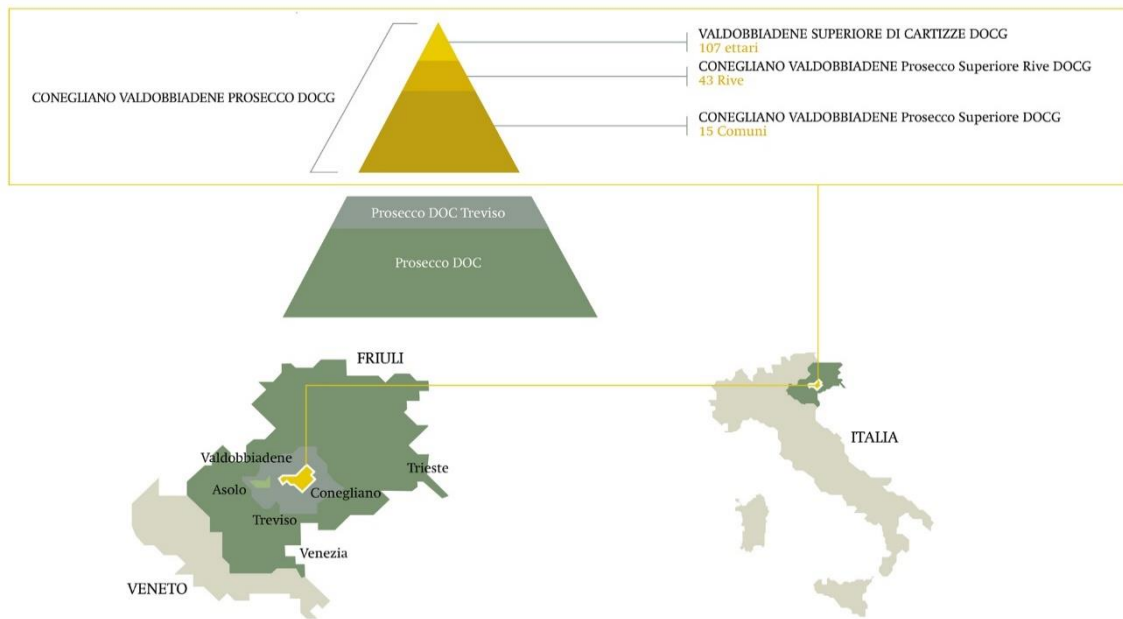 VALDOBBIADENE SUPERIORE DI CARTIZZE DOCG
107 ettari
CONEGLIANO VALDOBBIADENE Prosecco Superiore Rive DOCG
43 Rive
CONEGLIANO VALDOBBIADENE PROSECCO DOCG
CONEGLIANO VALDOBBIADENE Prosecco Superiore DOCG
15 Comuni
Prosecco DOC Treviso
Prosecco DOC
FRIULI
ITALIA
Valdobbiadene
Trieste
Asolo
Conegliano
Treviso
Venezia
VENETO